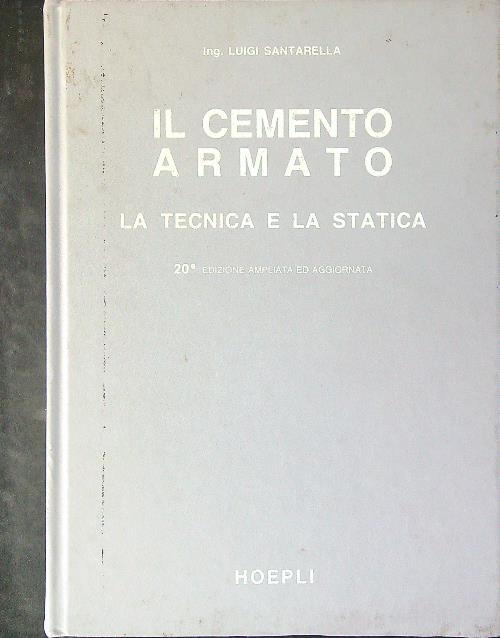 Ing. LUIGI SANTARELLA
IL CEMENTO
ARMATO
LA TECNICA E LA STATICA
20ª EDIZIONE AMPLIATA ED AGGIORNATA
HOEPLI